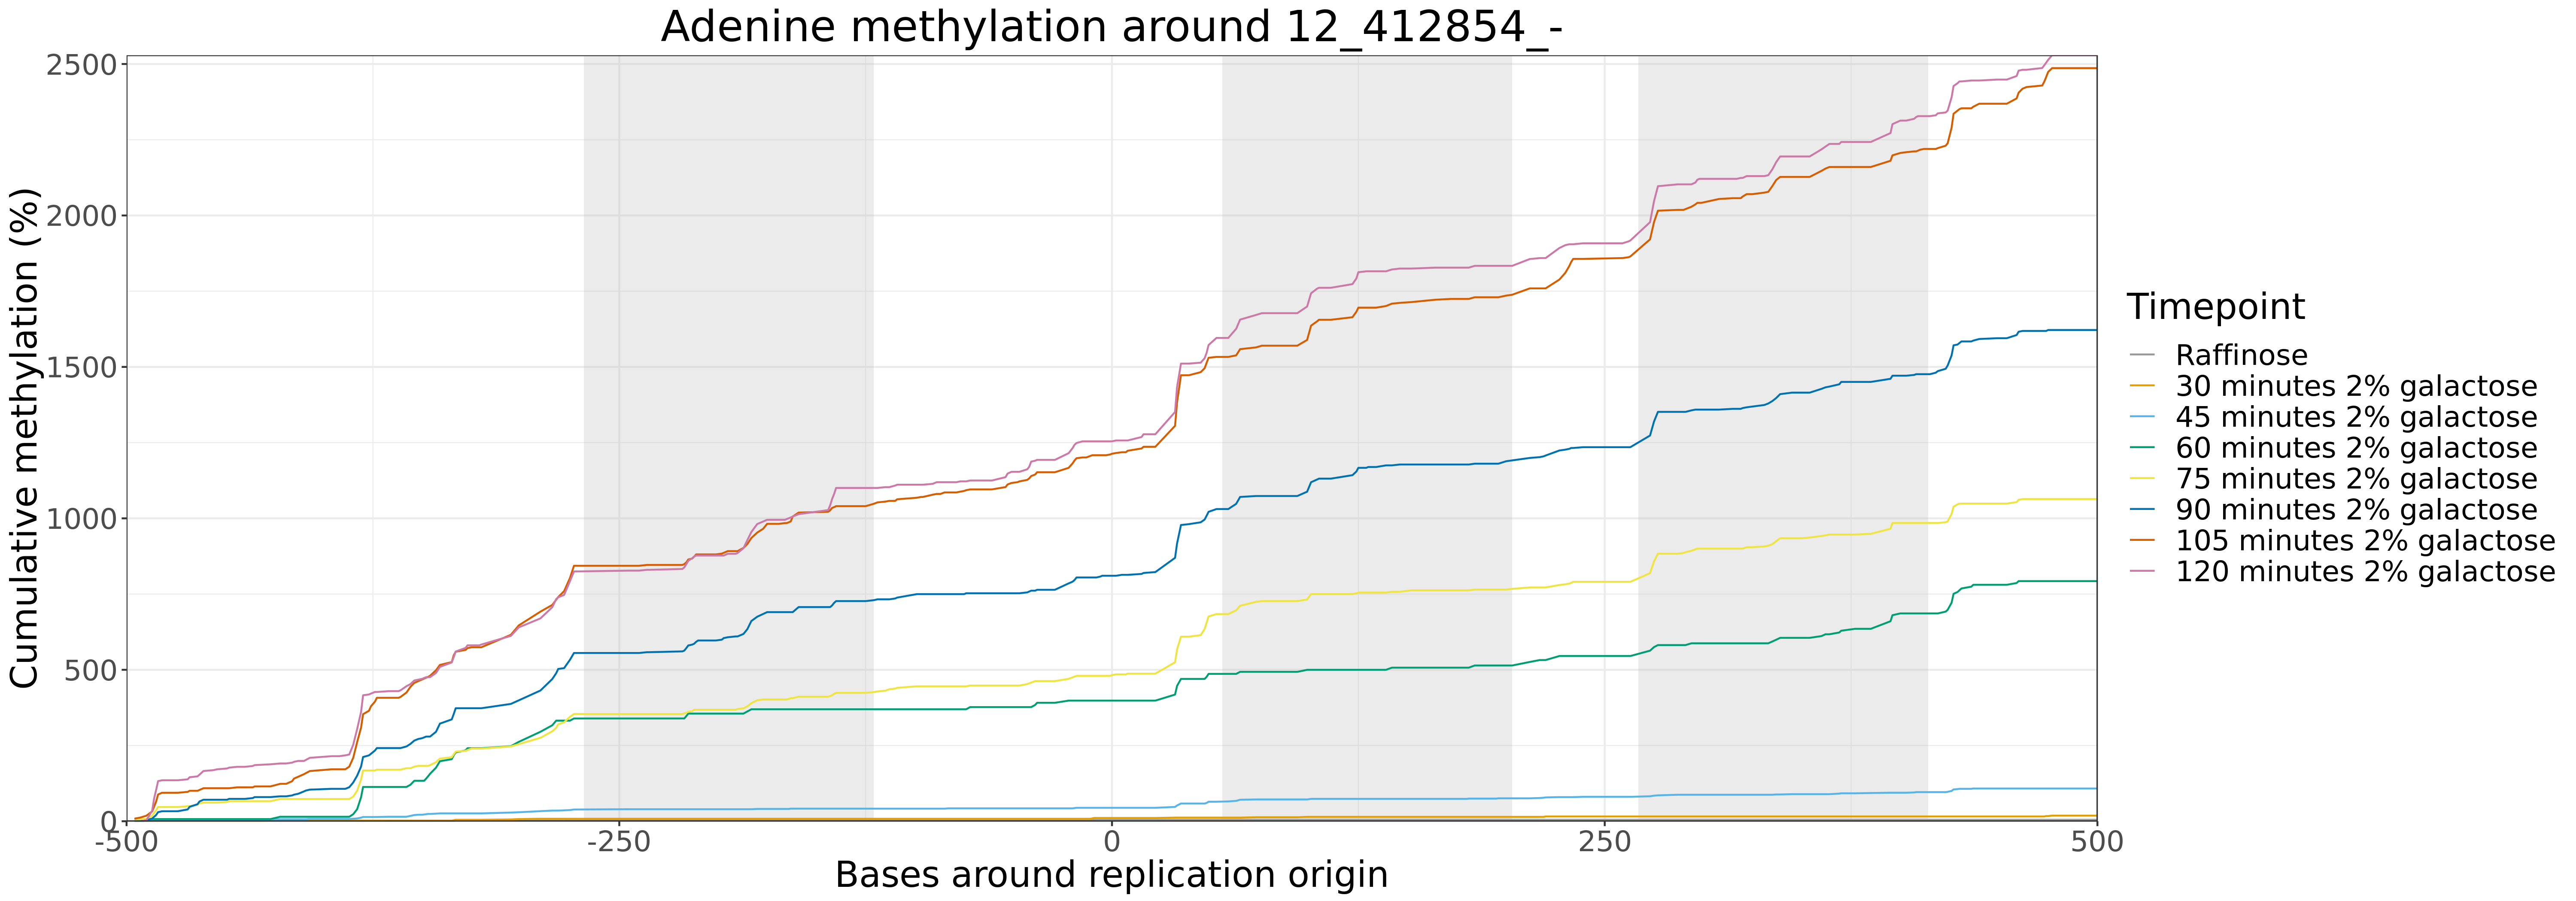 Adenine methylation around 12_412854_-
Cumulative methylation (%)
2500
2000
1500
1000
500
0
-500
-250
0
250
500
Bases around replication origin
Timepoint
Raffinose
30 minutes 2% galactose
45 minutes 2% galactose
60 minutes 2% galactose
75 minutes 2% galactose
90 minutes 2% galactose
105 minutes 2% galactose
120 minutes 2% galactose